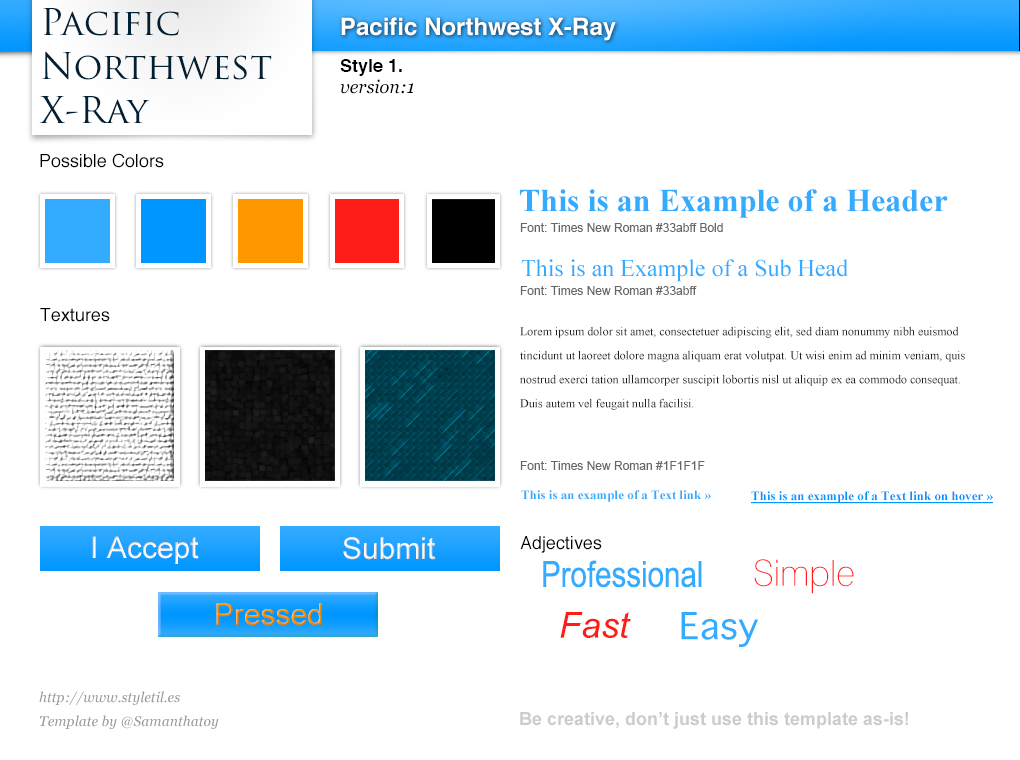 Pacific
Northwest
X-Ray
Pacific Northwest X-Ray
Style 1.
version:1
Possible Colors
Textures
I Accept
Submit
Pressed
This is an Example of a Header
Font: Times New Roman #33abff Bold
This is an Example of a Sub Head
Font: Times New Roman #33abff
Lorem ipsum dolor sit amet, consectetuer adipiscing elit, sed diam nonummy nibh euismod
tincidunt ut laoreet dolore magna aliquam erat volutpat. Ut wisi enim ad minim veniam, quis
nostrud exerci tation ullamcorper suscipit lobortis nisl ut aliquip ex ea commodo consequat.
Duis autem vel feugait nulla facilisi.
Font: Times New Roman #1F1F1F
This is an example of a Text link »
This is an example of a Text link on hover »
Adjectives
Professional
Simple
Fast
Easy
http://www.styletil.es
Template by @Samanthatoy
Be creative, don’t just use this template as-is!